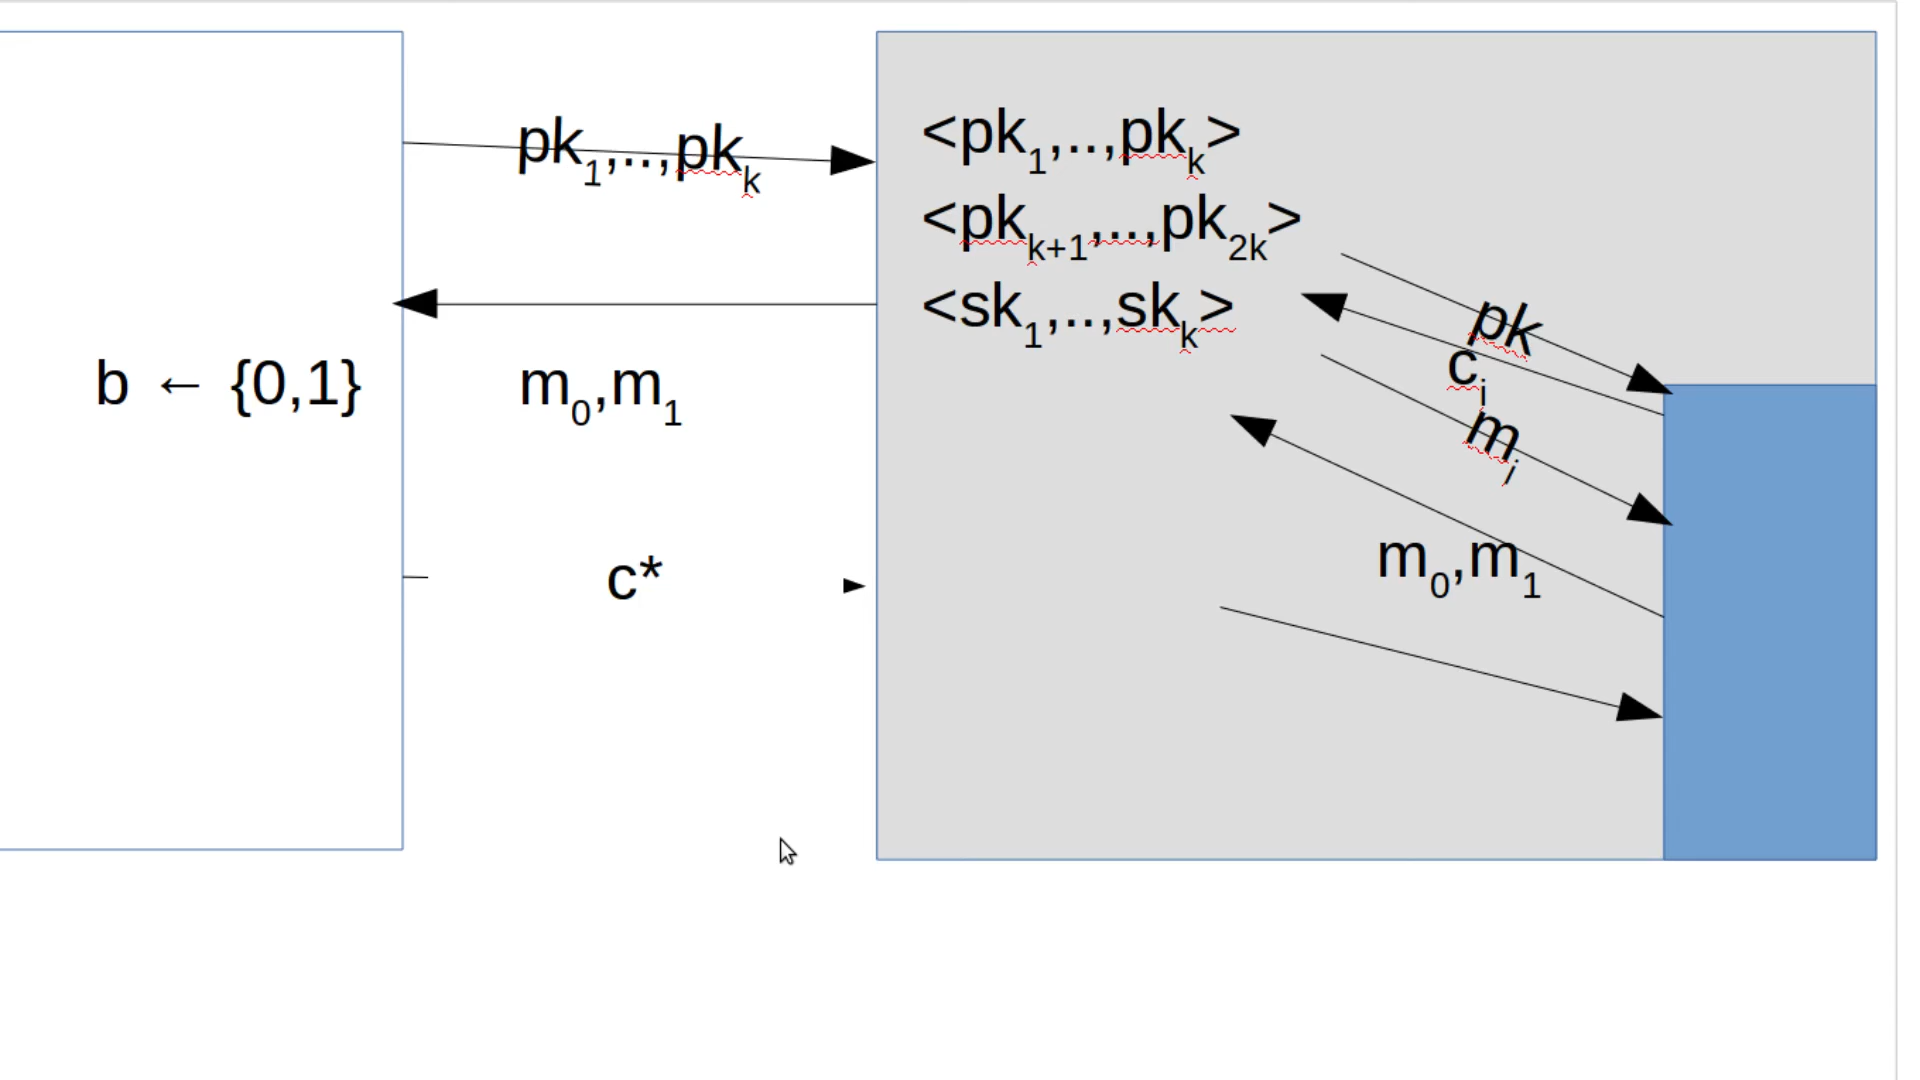 pk1,..,pkk
<pk1,..,pkk>
<pkk+1,..,pk2k>
<sk1,..,skk>
pk
ci
b ← {0,1}
m0,m1
mi
m0,m1
c*